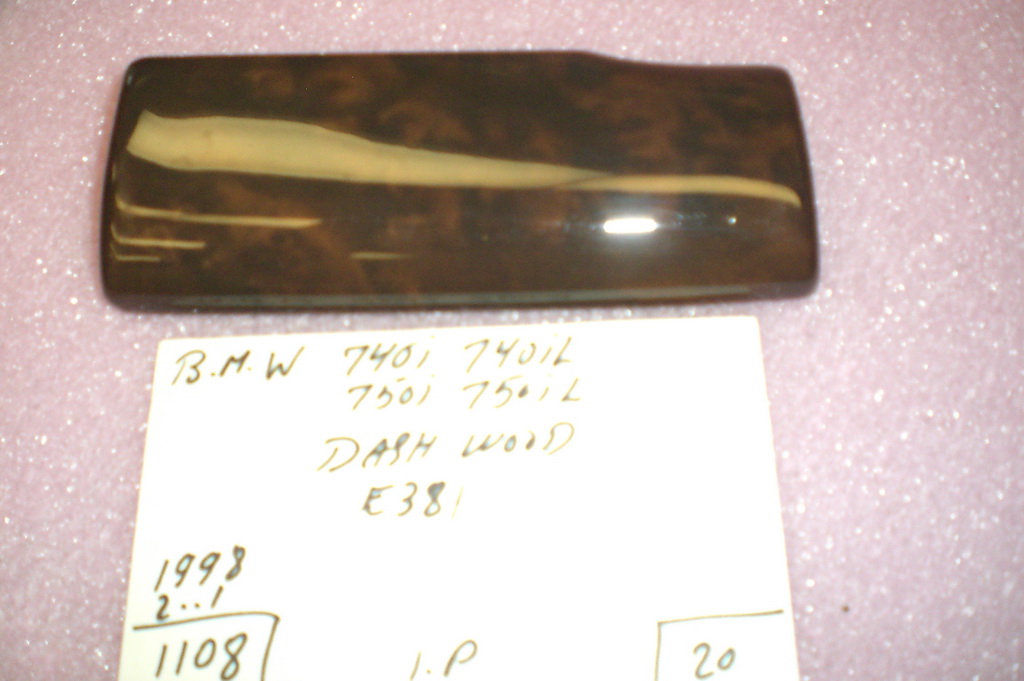 B.M.W 740i 740iL
750i 750iL
DASH WOOD
E38
1998
2..1
1108 I.P 20